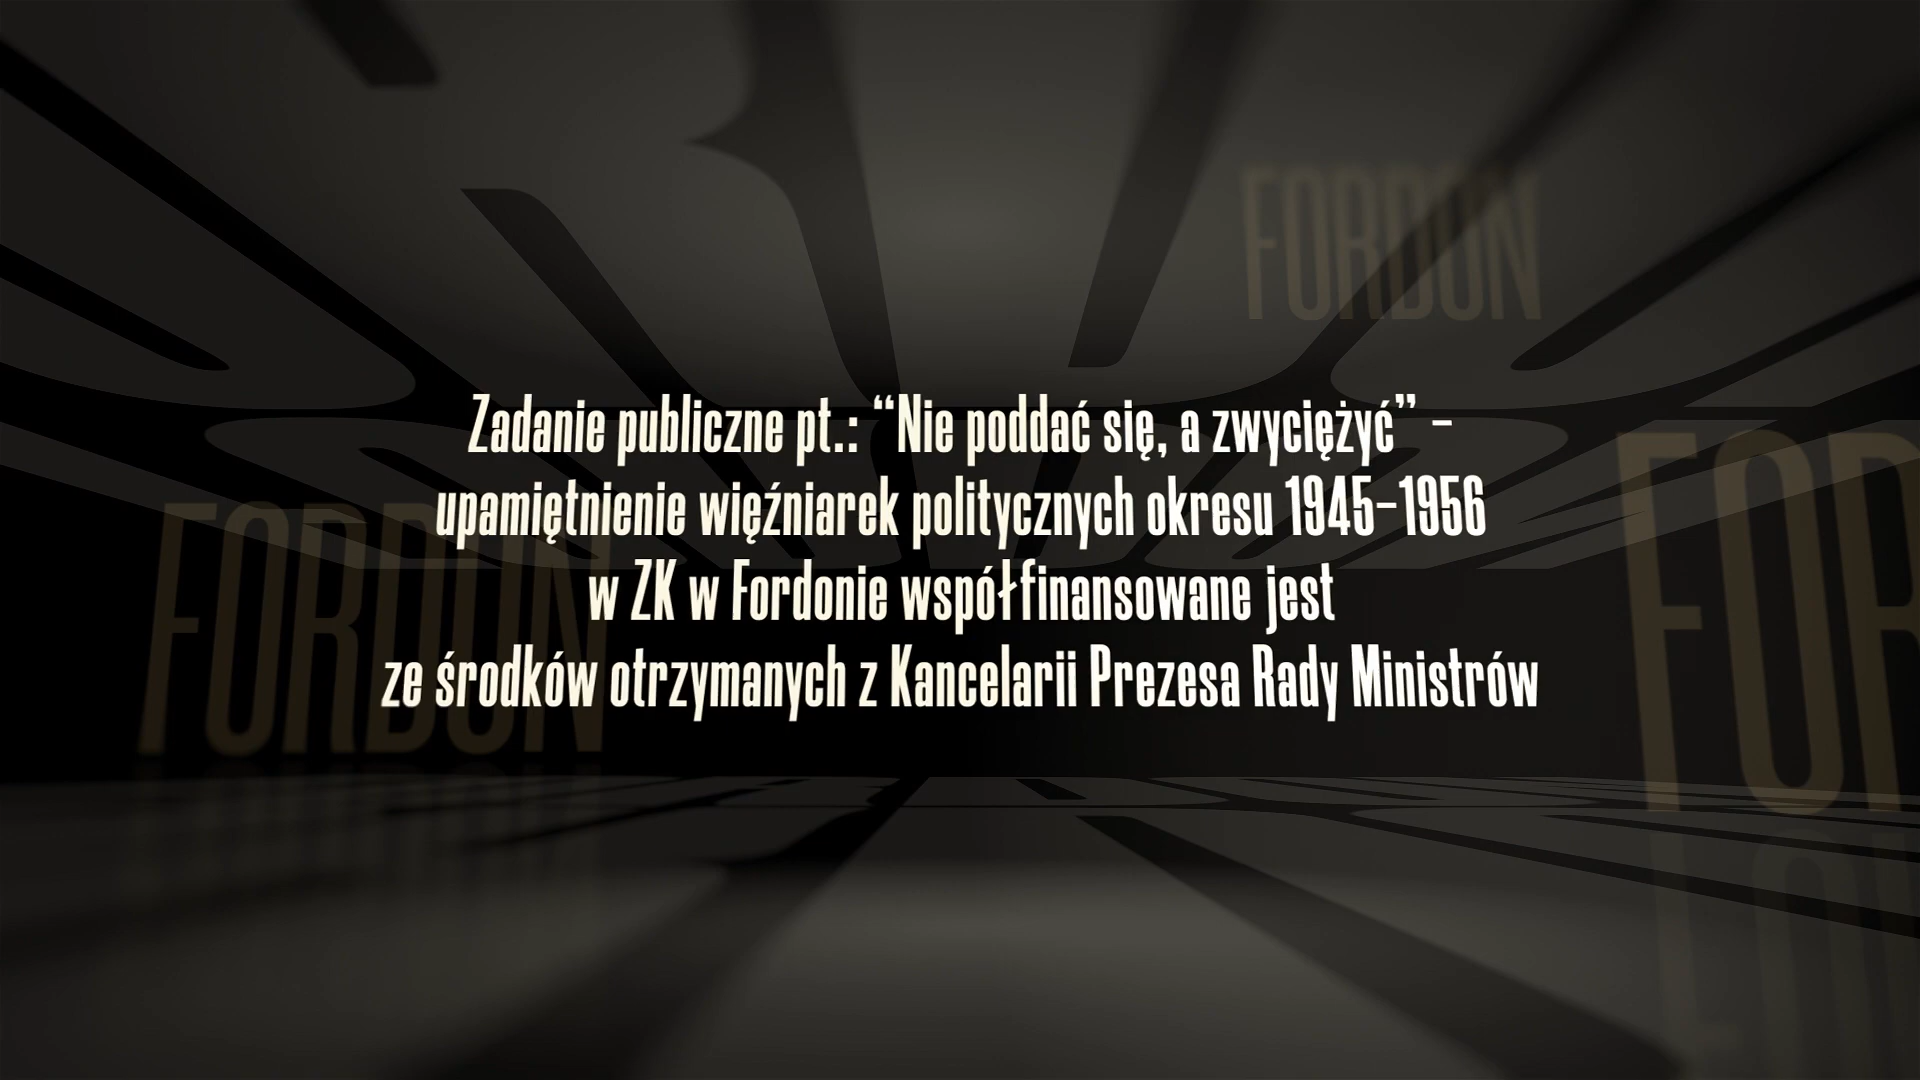 FORDON
Zadanie publiczne pt.: “Nie poddać się, a zwyciężyć” –
upamiętnienie więźniarek politycznych okresu 1945–1956
w ZK w Fordonie współfinansowane jest
ze środków otrzymanych z Kancelarii Prezesa Rady Ministrów
FORDON
FOR